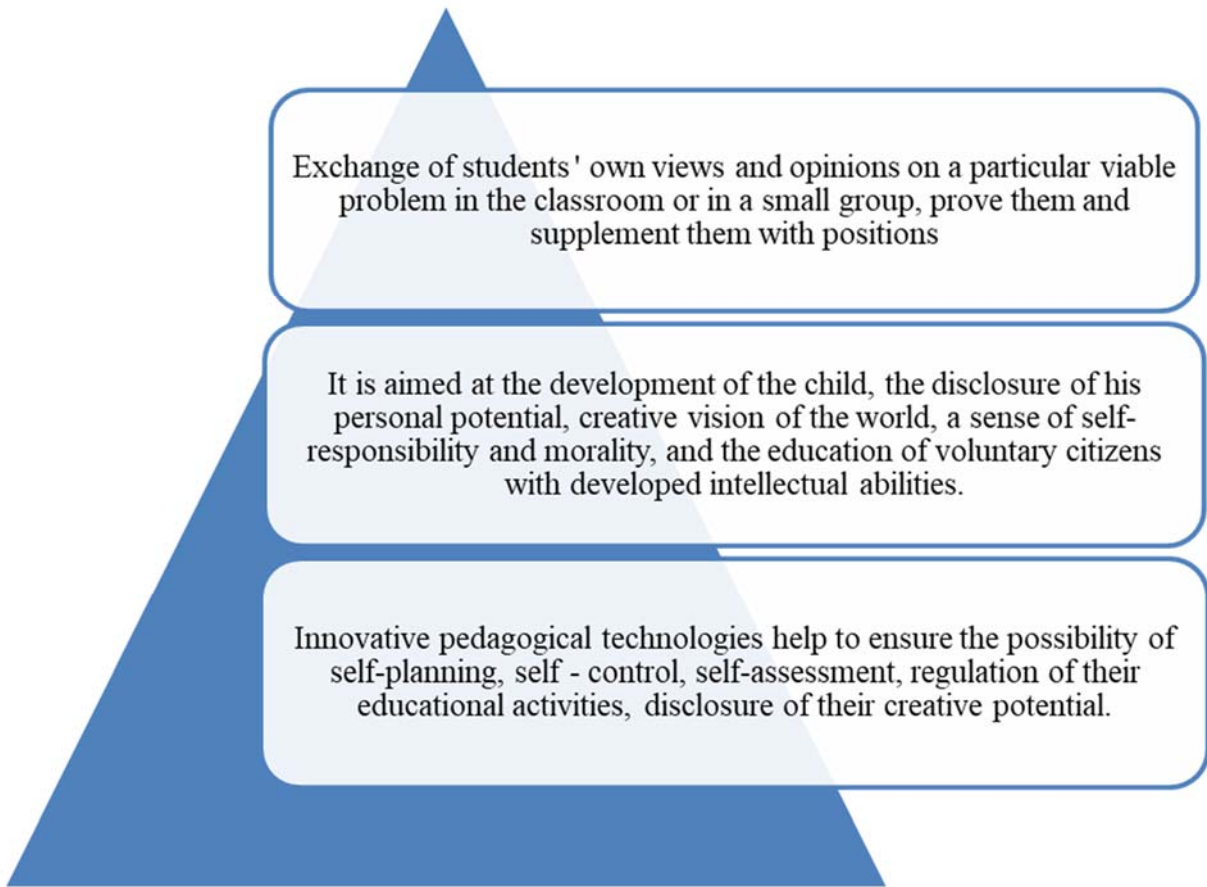 Exchange of students ' own views and opinions on a particular viable
problem in the classroom or in a small group, prove them and
supplement them with positions
It is aimed at the development of the child, the disclosure of his
personal potential, creative vision of the world, a sense of self-
responsibility and morality, and the education of voluntary citizens
with developed intellectual abilities.
Innovative pedagogical technologies help to ensure the possibility of
self-planning, self - control, self-assessment, regulation of their
educational activities, disclosure of their creative potential.